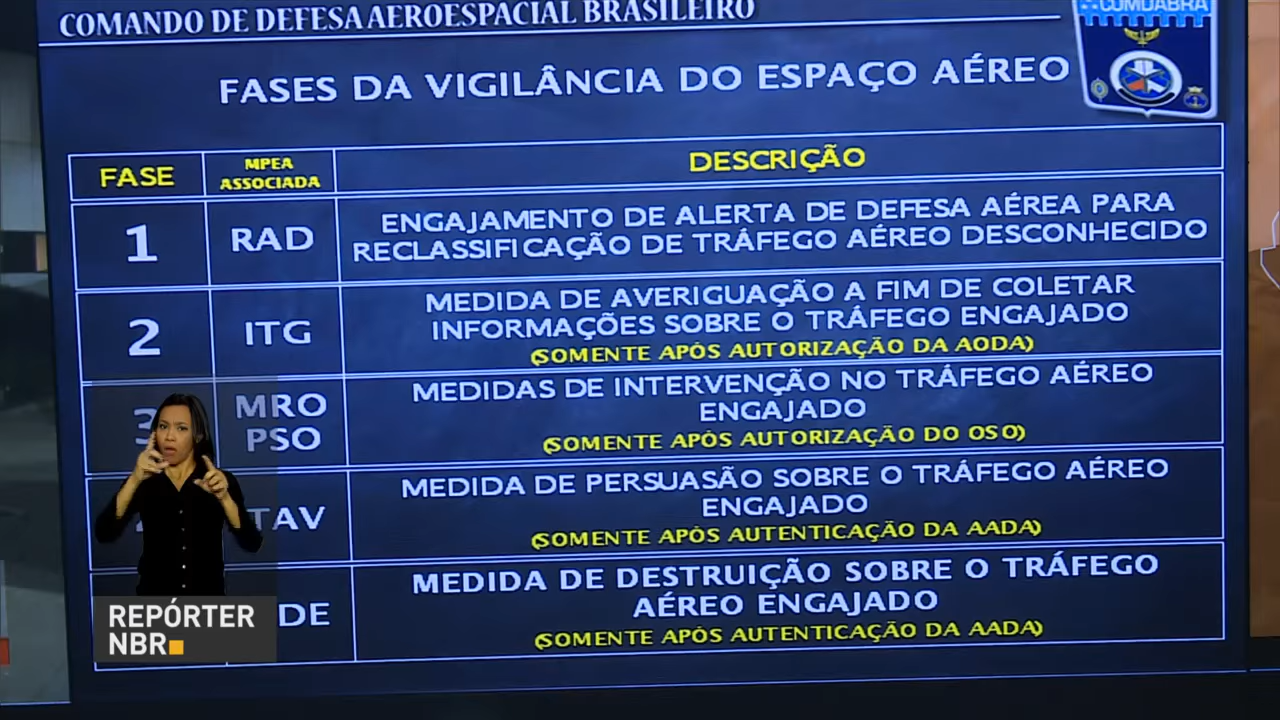 COMANDO DE DEFESA AEROESPACIAL BRASILEIRO
COMDABRA
FASES DA VIGILÂNCIA DO ESPAÇO AÉREO
FASE
MPEA
ASSOCIADA
DESCRIÇÃO
1
RAD
ENGAJAMENTO DE ALERTA DE DEFESA AÉREA PARA
RECLASSIFICAÇÃO DE TRÁFEGO AÉREO DESCONHECIDO
2
ITG
MEDIDA DE AVERIGUAÇÃO A FIM DE COLETAR
INFORMAÇÕES SOBRE O TRÁFEGO ENGAJADO
(SOMENTE APÓS AUTORIZAÇÃO DA AODA)
3
MRO
PSO
MEDIDAS DE INTERVENÇÃO NO TRÁFEGO AÉREO
ENGAJADO
(SOMENTE APÓS AUTORIZAÇÃO DO OSO)
TAV
MEDIDA DE PERSUASÃO SOBRE O TRÁFEGO AÉREO
ENGAJADO
(SOMENTE APÓS AUTENTICAÇÃO DA AADA)
DE
MEDIDA DE DESTRUIÇÃO SOBRE O TRÁFEGO
AÉREO ENGAJADO
(SOMENTE APÓS AUTENTICAÇÃO DA AADA)
REPÓRTER
NBR